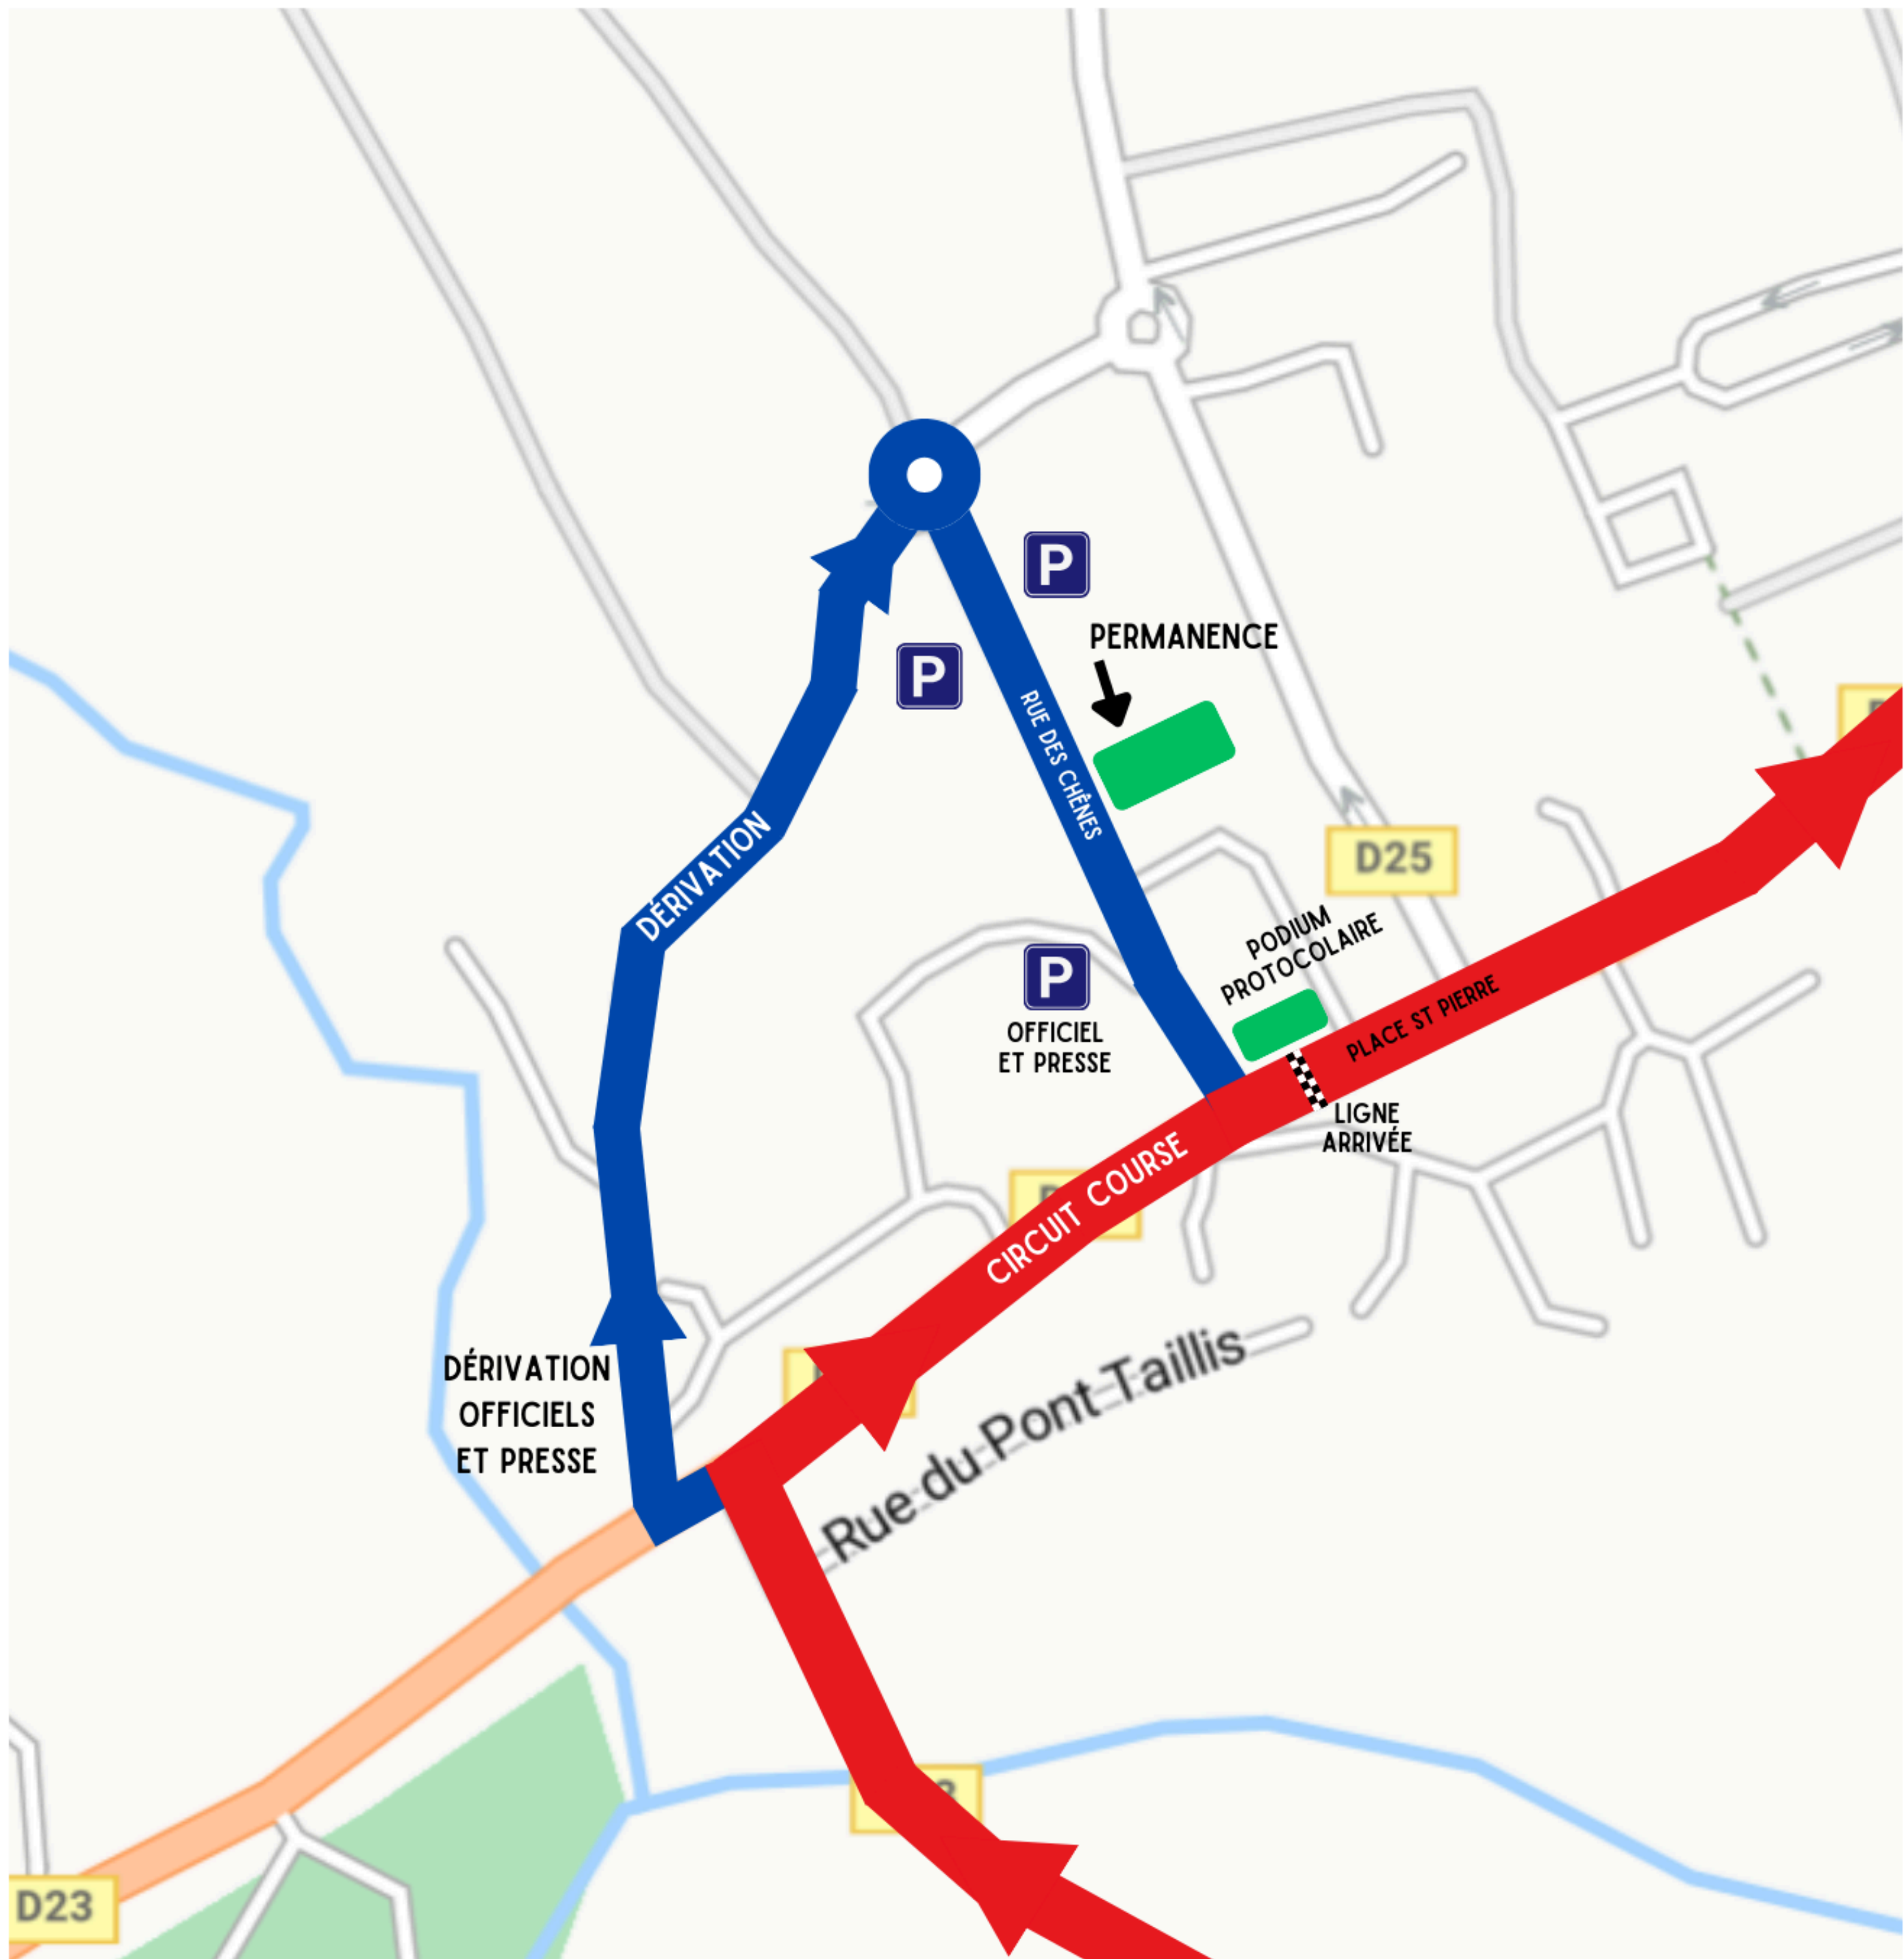 P
PERMANENCE
P
RUE DES CHÊNES
DÉRIVATION
D25
PODIUM
PROTOCOLAIRE
P
OFFICIEL
ET PRESSE
PLACE ST PIERRE
LIGNE
ARRIVÉE
CIRCUIT COURSE
Rue du Pont Taillis
DÉRIVATION
OFFICIELS
ET PRESSE
D23